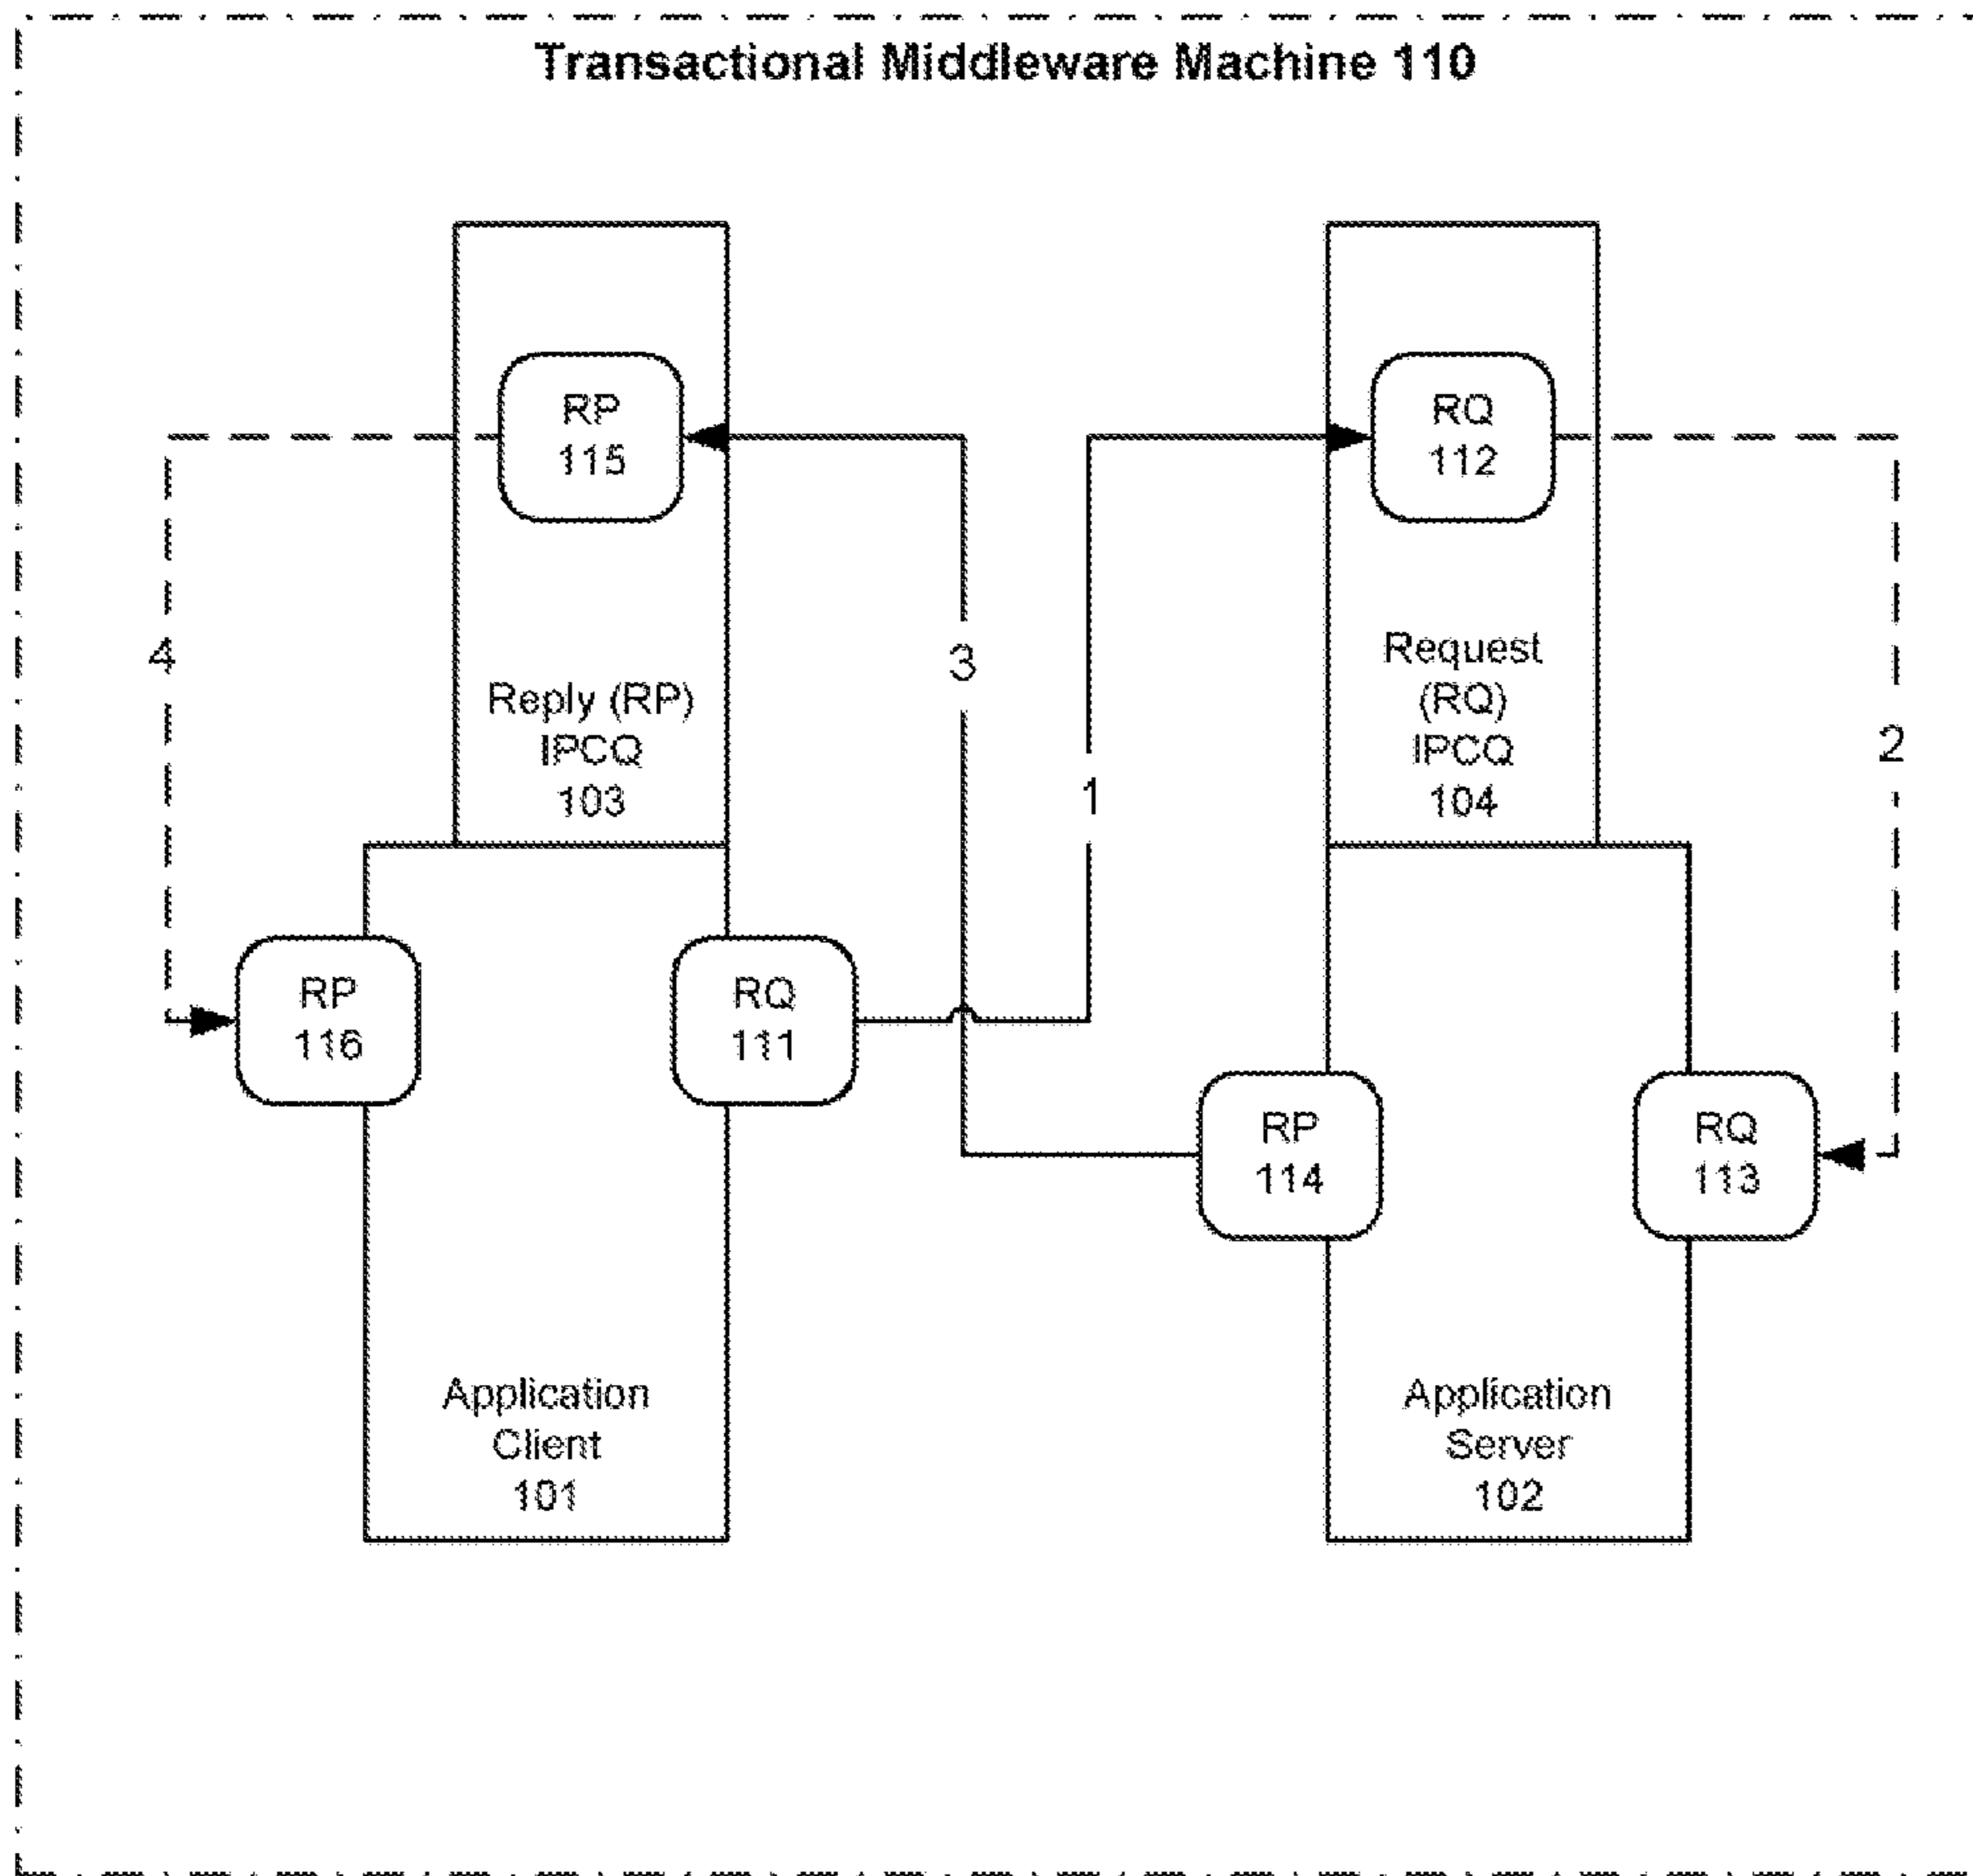 Transactional Middleware Machine 110
RP
115
RQ
112
4
3
Reply (RP)
IPCQ
103
1
Request
(RQ)
IPCQ
104
2
RP
116
RQ
111
RP
114
RQ
113
Application
Client
101
Application
Server
102